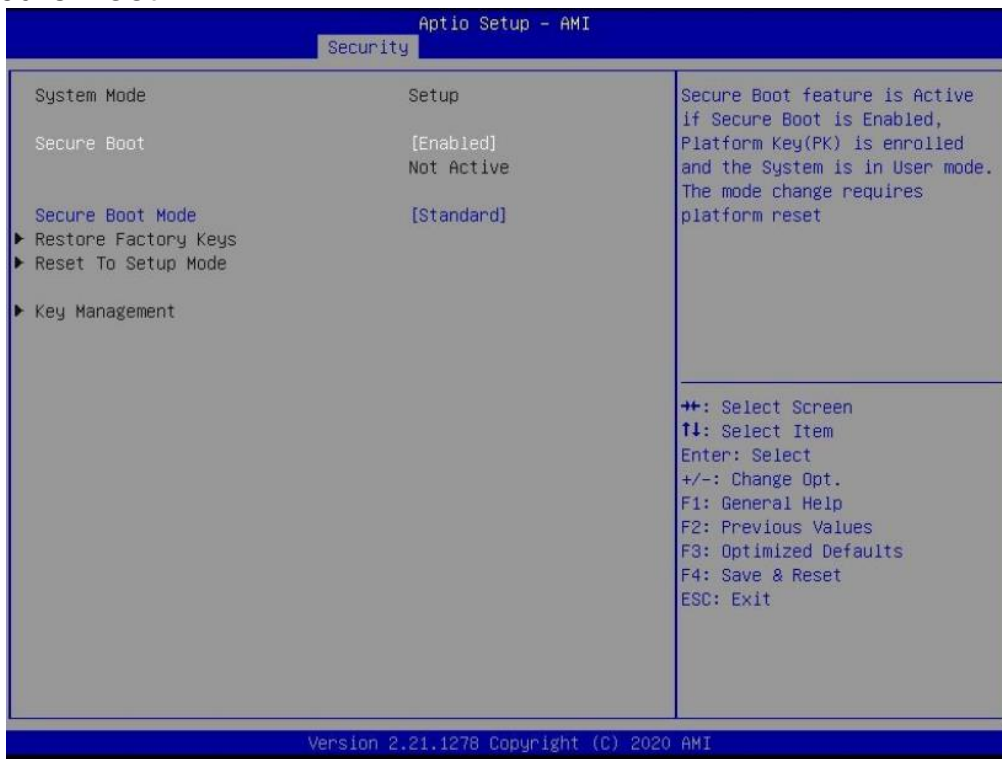 Aptio Setup – AMI
Security
System Mode Setup
Secure Boot [Enabled]
Not Active
Secure Boot Mode [Standard]
▶ Restore Factory Keys
▶ Reset To Setup Mode
▶ Key Management
Secure Boot feature is Active
if Secure Boot is Enabled,
Platform Key(PK) is enrolled
and the System is in User mode.
The mode change requires
platform reset
→←: Select Screen
↑↓: Select Item
Enter: Select
+/-: Change Opt.
F1: General Help
F2: Previous Values
F3: Optimized Defaults
F4: Save & Reset
ESC: Exit
Version 2.21.1278 Copyright (C) 2020 AMI